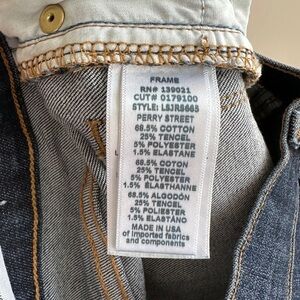 FRAME
RN# 139021
CUT# 0179100
STYLE: LSJRS663
PERRY STREET
68.5% COTTON
25% TENCEL
5% POLYESTER
1.5% ELASTANE
68.5% COTON
25% TENCEL
5% POLYESTER
1.5% ELASTHANNE
68.5% ALGODÓN
25% TENCEL
5% POLIESTER
1.5% ELASTANO
MADE IN USA
of imported fabrics
and components